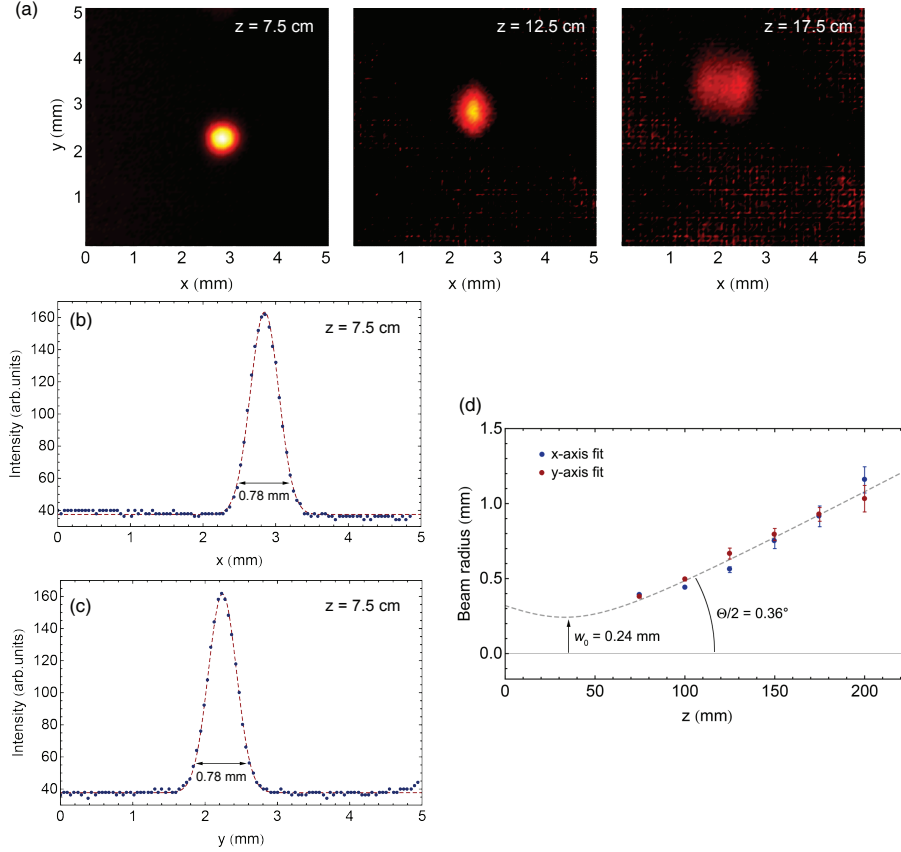 (a)
z = 7.5 cm
z = 12.5 cm
z = 17.5 cm
5
4
3
2
1
y (mm)
0 1 2 3 4 5
1 2 3 4 5
1 2 3 4 5
x (mm)
x (mm)
x (mm)
(b)
z = 7.5 cm
160
140
120
100
80
60
40
Intensity (arb.units)
0.78 mm
0 1 2 3 4 5
x (mm)
(c)
z = 7.5 cm
160
140
120
100
80
60
40
Intensity (arb.units)
0.78 mm
0 1 2 3 4 5
y (mm)
(d)
1.5
1.0
0.5
0.0
Beam radius (mm)
x-axis fit
y-axis fit
Θ/2 = 0.36°
w₀ = 0.24 mm
0 50 100 150 200
z (mm)